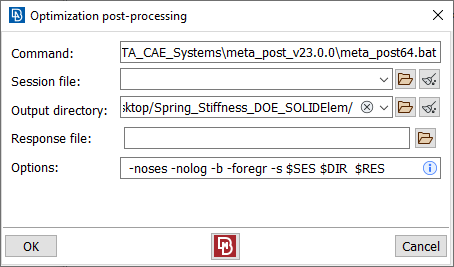 Optimization post-processing
Command: TA_CAE_Systems\meta_post_v23.0.0\meta_post64.bat
Session file:
Output directory: sktop/Spring_Stiffness_DOE_SOLIDElem/
Response file:
Options: -noses -nolog -b -foregr -s $SES $DIR $RES
OK Cancel